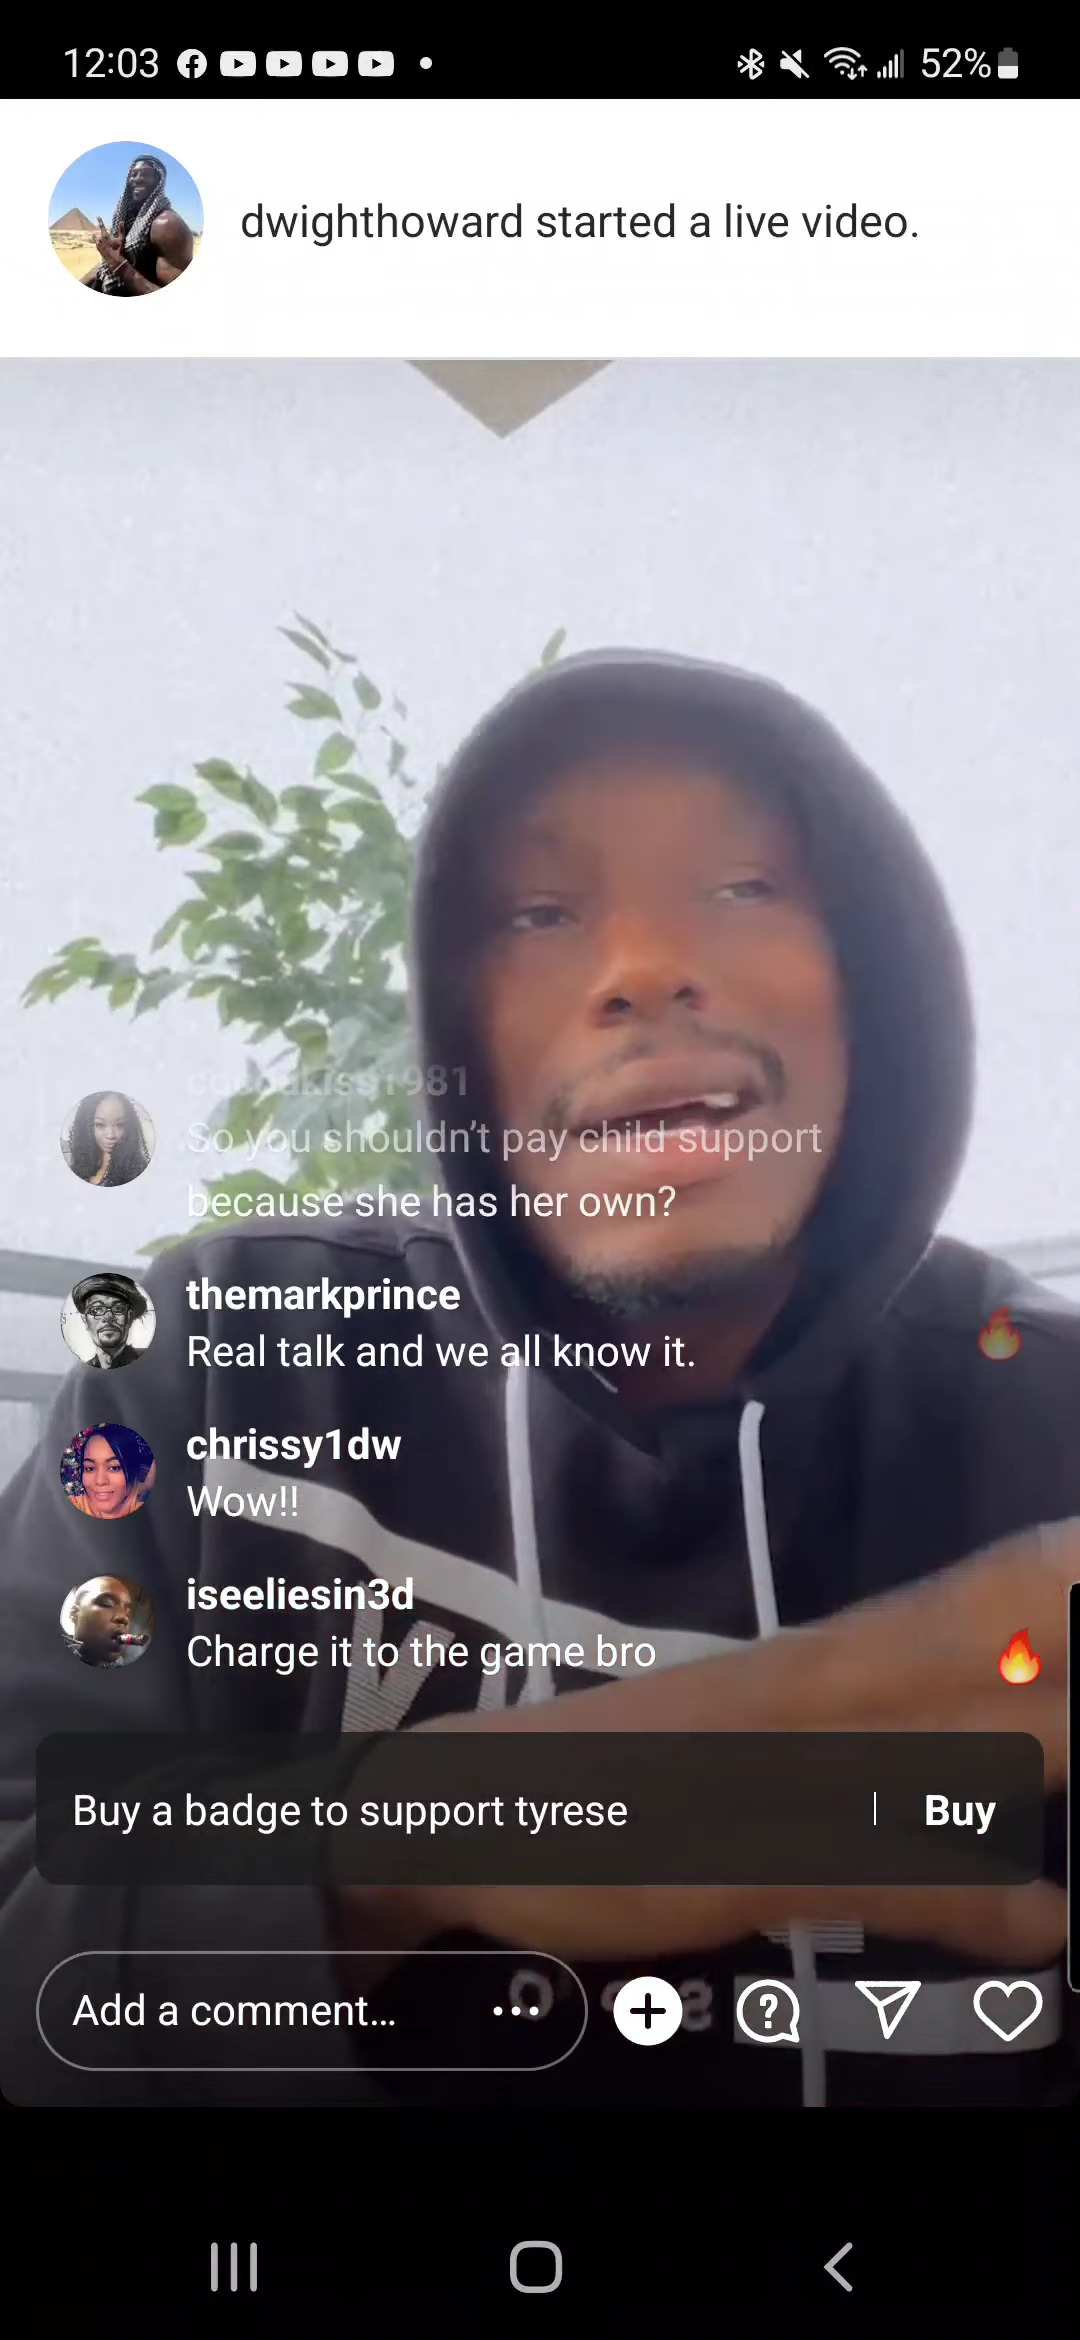 12:03
52%
dwighthoward started a live video.
cocoakiss1981
So you shouldn't pay child support
because she has her own?
themarkprince
Real talk and we all know it.
chrissy1dw
Wow!!
iseeliesin3d
Charge it to the game bro
Buy a badge to support tyrese
Buy
Add a comment...